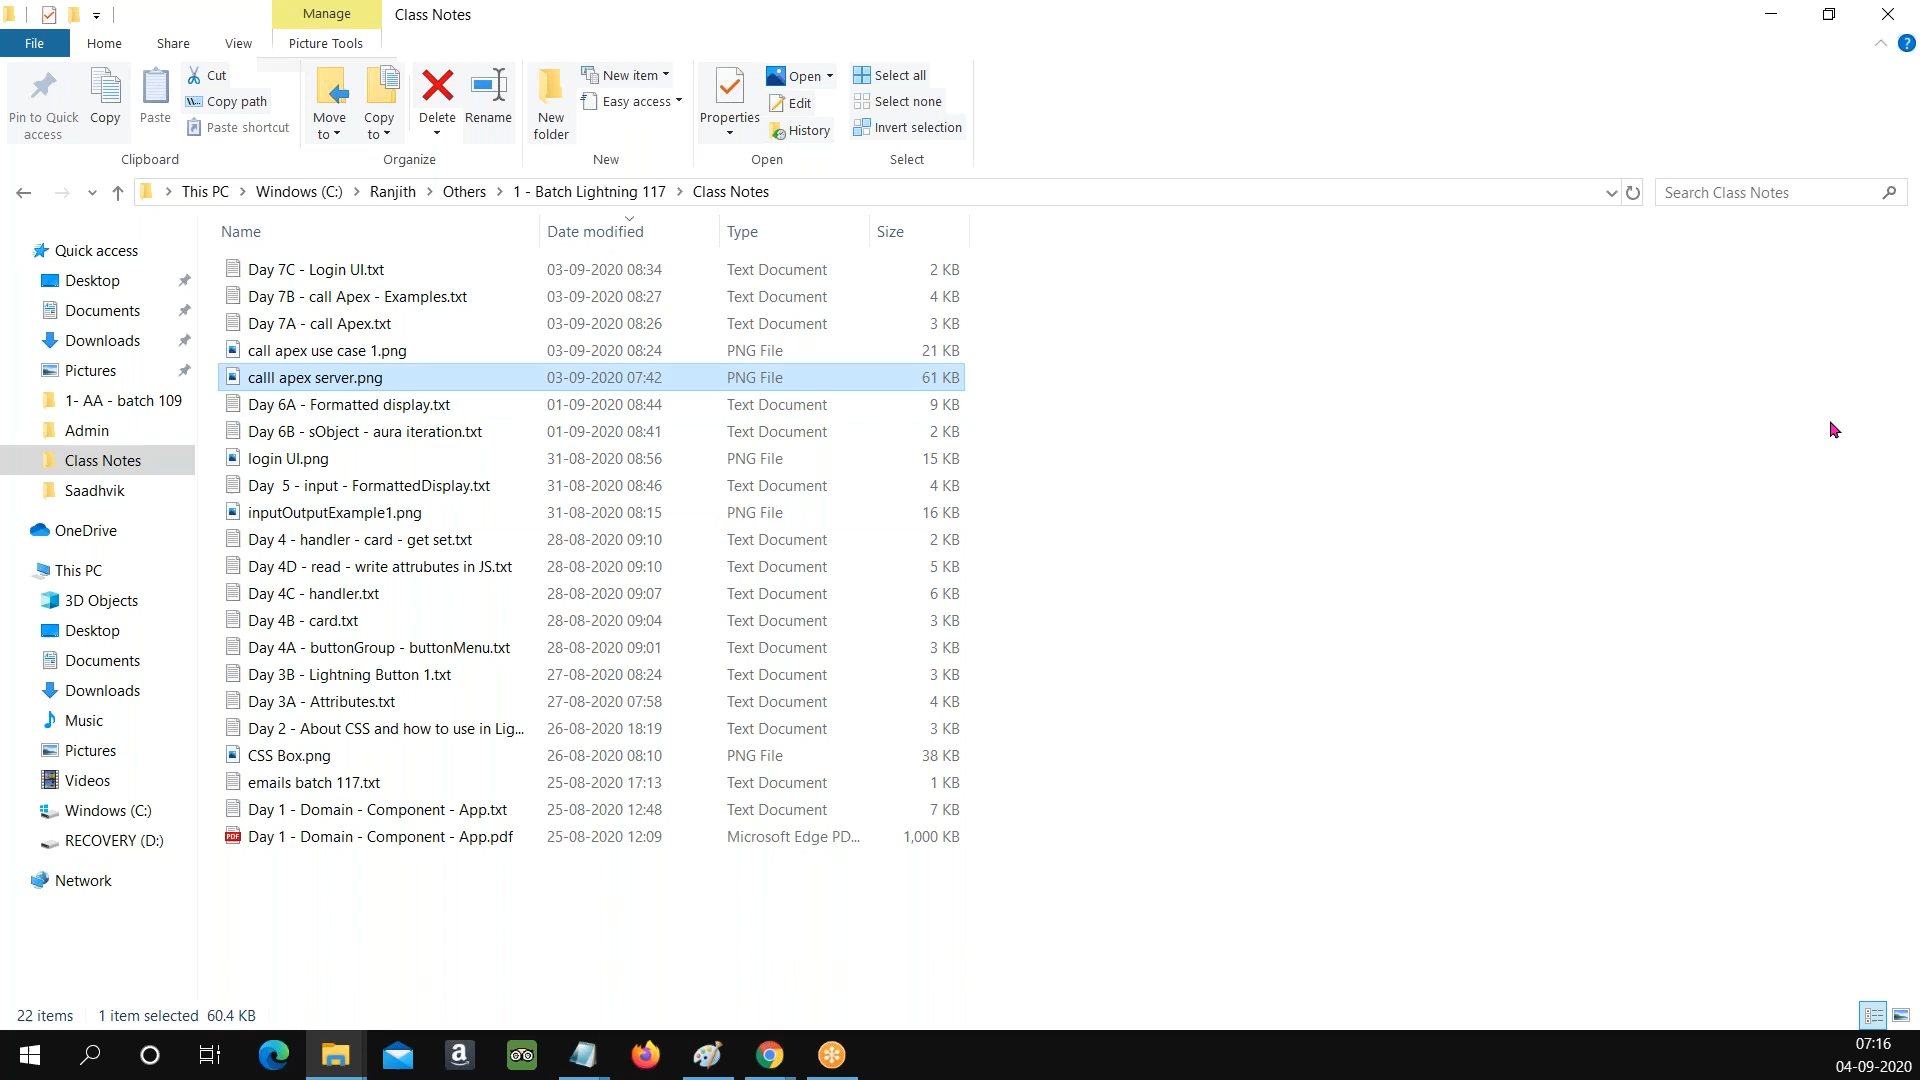 Manage
Class Notes
File
Home
Share
View
Picture Tools
Pin to Quick access
Copy
Paste
Cut
Copy path
Paste shortcut
Clipboard
Move to
Copy to
Delete
Rename
Organize
New folder
New item
Easy access
New
Properties
Open
Edit
History
Open
Select all
Select none
Invert selection
Select
This PC > Windows (C:) > Ranjith > Others > 1 - Batch Lightning 117 > Class Notes
Search Class Notes
Name Date modified Type Size
Day 7C - Login UI.txt 03-09-2020 08:34 Text Document 2 KB
Day 7B - call Apex - Examples.txt 03-09-2020 08:27 Text Document 4 KB
Day 7A - call Apex.txt 03-09-2020 08:26 Text Document 3 KB
call apex use case 1.png 03-09-2020 08:24 PNG File 21 KB
calll apex server.png 03-09-2020 07:42 PNG File 61 KB
Day 6A - Formatted display.txt 01-09-2020 08:44 Text Document 9 KB
Day 6B - sObject - aura iteration.txt 01-09-2020 08:41 Text Document 2 KB
login UI.png 31-08-2020 08:56 PNG File 15 KB
Day  5 - input - FormattedDisplay.txt 31-08-2020 08:46 Text Document 4 KB
inputOutputExample1.png 31-08-2020 08:15 PNG File 16 KB
Day 4 - handler - card - get set.txt 28-08-2020 09:10 Text Document 2 KB
Day 4D - read - write attrubutes in JS.txt 28-08-2020 09:10 Text Document 5 KB
Day 4C - handler.txt 28-08-2020 09:07 Text Document 6 KB
Day 4B - card.txt 28-08-2020 09:04 Text Document 3 KB
Day 4A - buttonGroup - buttonMenu.txt 28-08-2020 09:01 Text Document 3 KB
Day 3B - Lightning Button 1.txt 27-08-2020 08:24 Text Document 3 KB
Day 3A - Attributes.txt 27-08-2020 07:58 Text Document 4 KB
Day 2 - About CSS and how to use in Lig... 26-08-2020 18:19 Text Document 3 KB
CSS Box.png 26-08-2020 08:10 PNG File 38 KB
emails batch 117.txt 25-08-2020 17:13 Text Document 1 KB
Day 1 - Domain - Component - App.txt 25-08-2020 12:48 Text Document 7 KB
Day 1 - Domain - Component - App.pdf 25-08-2020 12:09 Microsoft Edge PD... 1,000 KB
Quick access
Desktop
Documents
Downloads
Pictures
1- AA - batch 109
Admin
Class Notes
Saadhvik
OneDrive
This PC
3D Objects
Desktop
Documents
Downloads
Music
Pictures
Videos
Windows (C:)
RECOVERY (D:)
Network
22 items 1 item selected 60.4 KB
07:16
04-09-2020